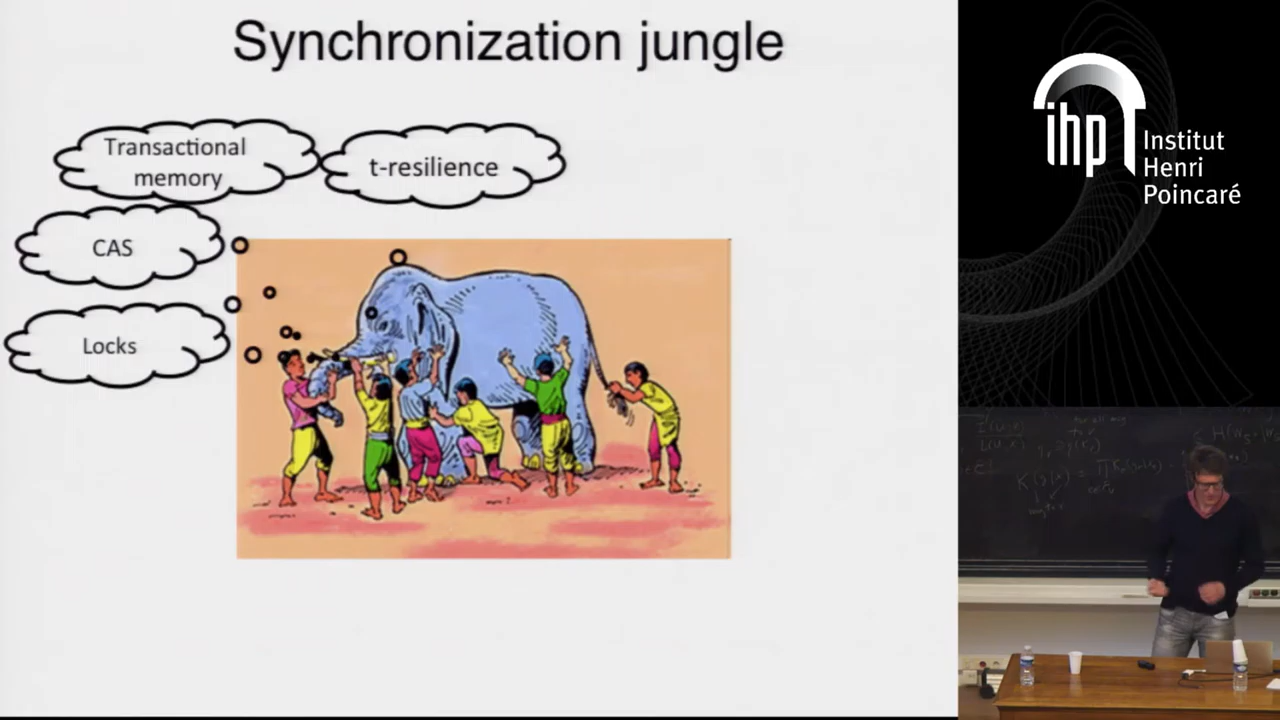 Synchronization jungle
Transactional
memory
t-resilience
CAS
Locks
ihp
Institut
Henri
Poincaré